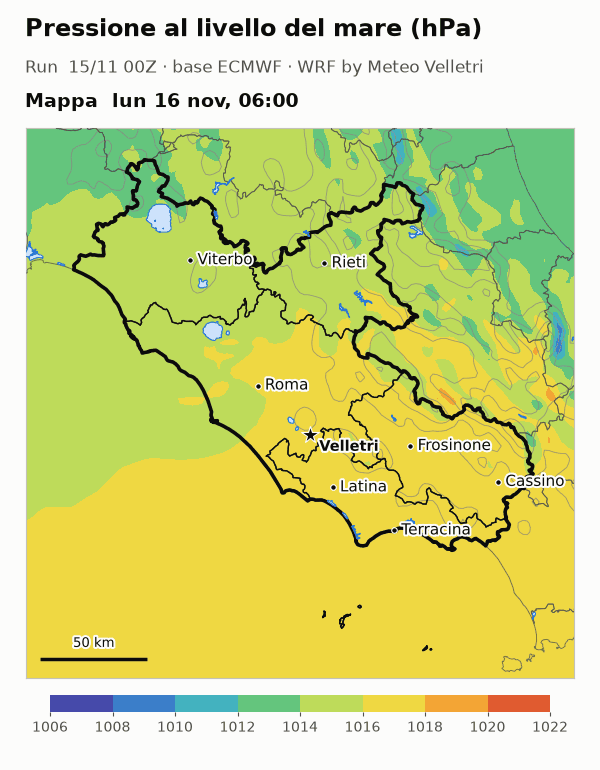 Pressione al livello del mare (hPa)
Run  15/11 00Z · base ECMWF · WRF by Meteo Velletri
Mappa  lun 16 nov, 06:00
Viterbo
Rieti
Roma
Velletri
Frosinone
Cassino
Latina
Terracina
50 km
1006 1008 1010 1012 1014 1016 1018 1020 1022